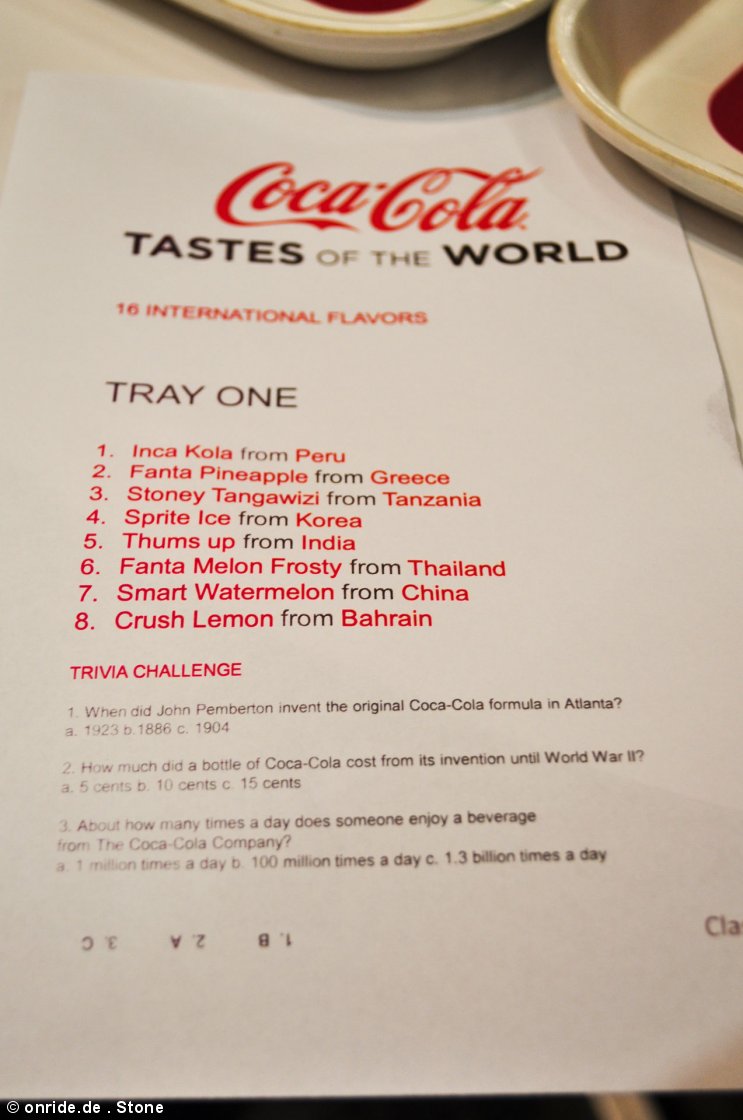 Coca-Cola
TASTES OF THE WORLD
16 INTERNATIONAL FLAVORS
TRAY ONE
1. Inca Kola from Peru
2. Fanta Pineapple from Greece
3. Stoney Tangawizi from Tanzania
4. Sprite Ice from Korea
5. Thums up from India
6. Fanta Melon Frosty from Thailand
7. Smart Watermelon from China
8. Crush Lemon from Bahrain
TRIVIA CHALLENGE
1. When did John Pemberton invent the original Coca-Cola formula in Atlanta?
a. 1923 b.1886 c. 1904
2. How much did a bottle of Coca-Cola cost from its invention until World War II?
a. 5 cents b. 10 cents c. 15 cents
3. About how many times a day does someone enjoy a beverage
from The Coca-Cola Company?
a. 1 million times a day b. 100 million times a day c. 1.3 billion times a day
1. B 2. A 3. C
© onride.de . Stone